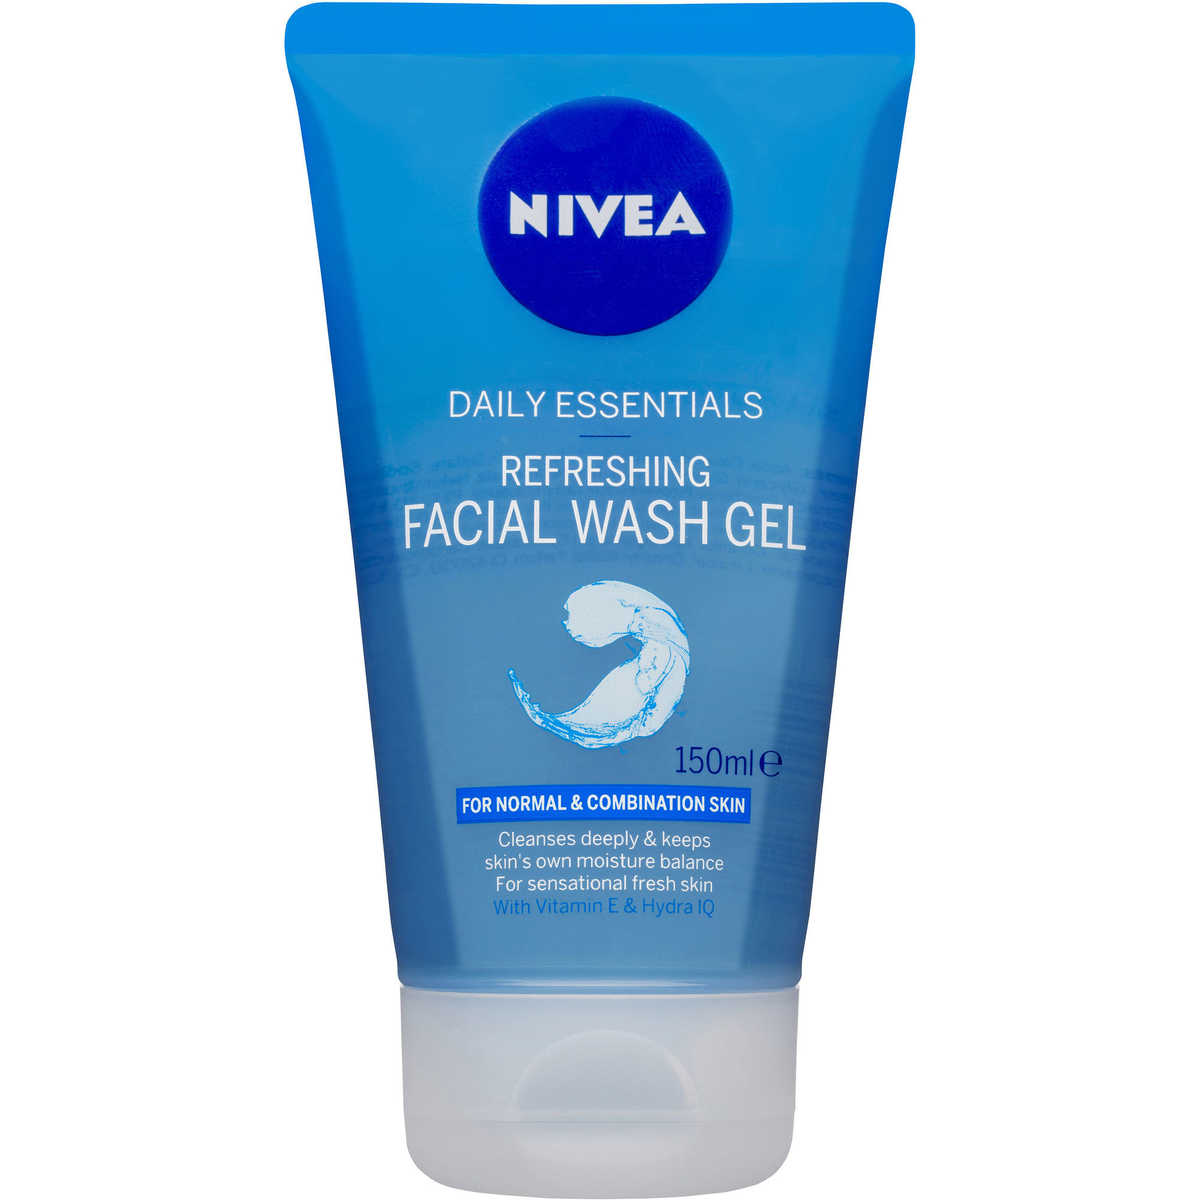 NIVEA
DAILY ESSENTIALS
REFRESHING
FACIAL WASH GEL
150ml ℮
FOR NORMAL & COMBINATION SKIN
Cleanses deeply & keeps
skin's own moisture balance
For sensational fresh skin
With Vitamin E & Hydra IQ